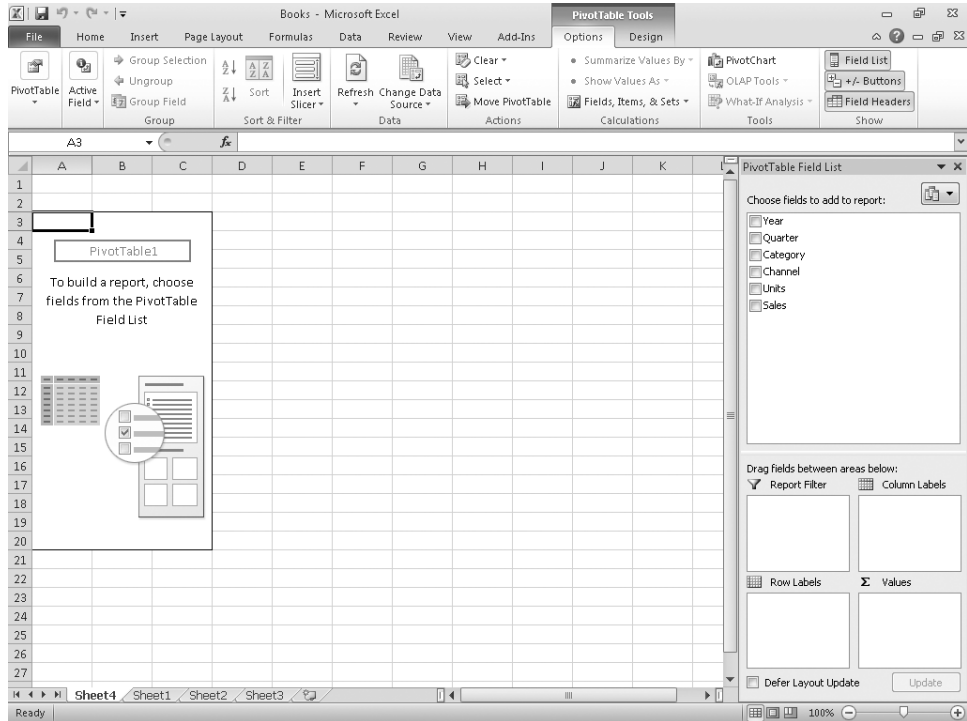 Books - Microsoft Excel
PivotTable Tools
File Home Insert Page Layout Formulas Data Review View Add-Ins Options Design
PivotTable
Active Field
Group Selection
Ungroup
Group Field
Group
Sort
Insert Slicer
Sort & Filter
Refresh
Change Data Source
Data
Clear
Select
Move PivotTable
Actions
Summarize Values By
Show Values As
Fields, Items, & Sets
Calculations
PivotChart
OLAP Tools
What-If Analysis
Tools
Field List
+/- Buttons
Field Headers
Show
A3
fx
A B C D E F G H I J K L
1
2
3
4
5
6
7
8
9
10
11
12
13
14
15
16
17
18
19
20
21
22
23
24
25
26
27
PivotTable1
To build a report, choose
fields from the PivotTable
Field List
PivotTable Field List
Choose fields to add to report:
Year
Quarter
Category
Channel
Units
Sales
Drag fields between areas below:
Report Filter
Column Labels
Row Labels
Σ Values
Defer Layout Update
Update
Sheet4 Sheet1 Sheet2 Sheet3
Ready
100%